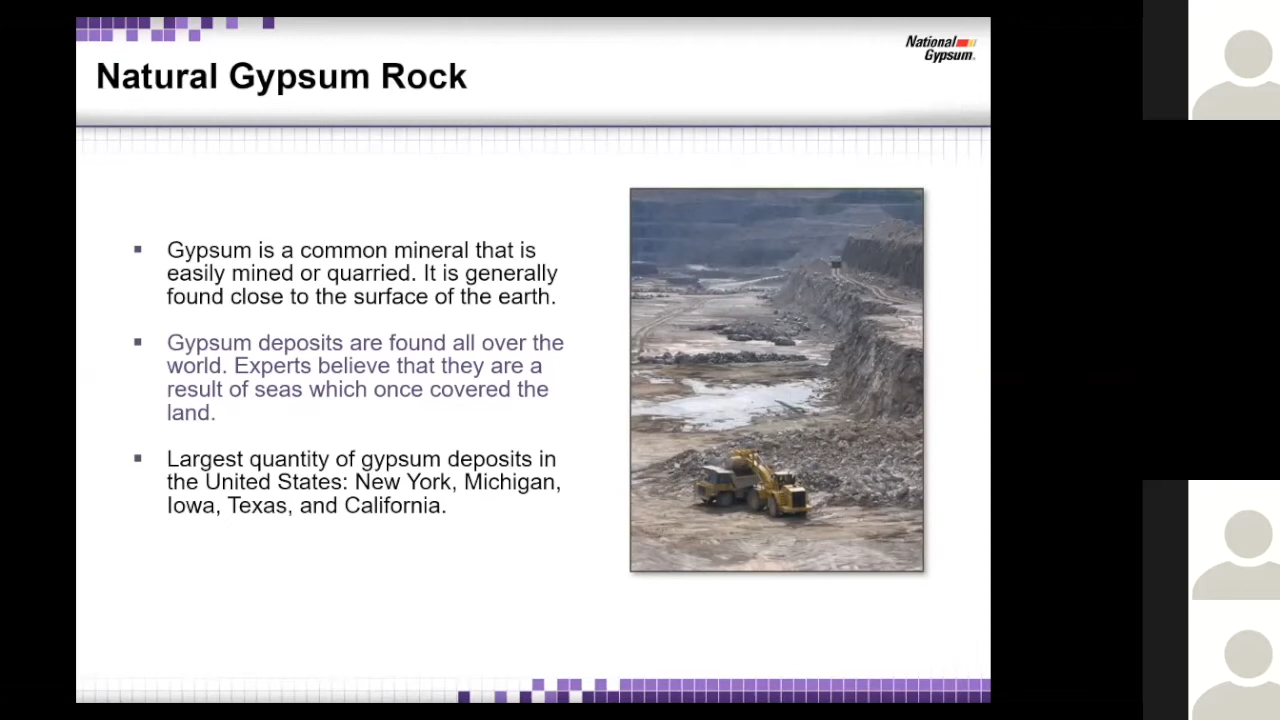 National
Gypsum.
Natural Gypsum Rock
Gypsum is a common mineral that is
easily mined or quarried. It is generally
found close to the surface of the earth.
Gypsum deposits are found all over the
world. Experts believe that they are a
result of seas which once covered the
land.
Largest quantity of gypsum deposits in
the United States: New York, Michigan,
Iowa, Texas, and California.